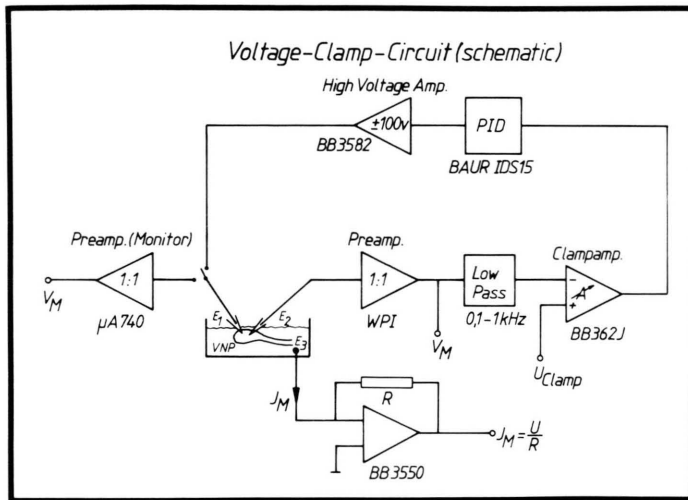 Voltage-Clamp-Circuit (schematic)
High Voltage Amp.
±100v
BB3582
PID
BAUR IDS15
Preamp.(Monitor)
1:1
μA740
V_M
Preamp.
1:1
WPI
V_M
Low
Pass
0,1-1kHz
Clampamp.
-
A
+
BB362J
U_Clamp
E_1
E_2
VNP
E_3
J_M
R
BB3550
J_M = U/R